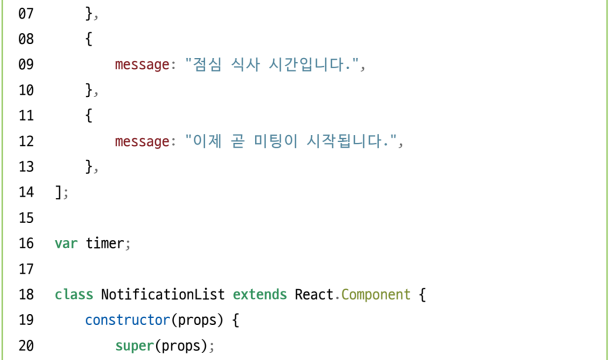 07        },
08        {
09            message: "점심 식사 시간입니다.",
10        },
11        {
12            message: "이제 곧 미팅이 시작됩니다.",
13        },
14    ];
15
16    var timer;
17
18    class NotificationList extends React.Component {
19        constructor(props) {
20            super(props);